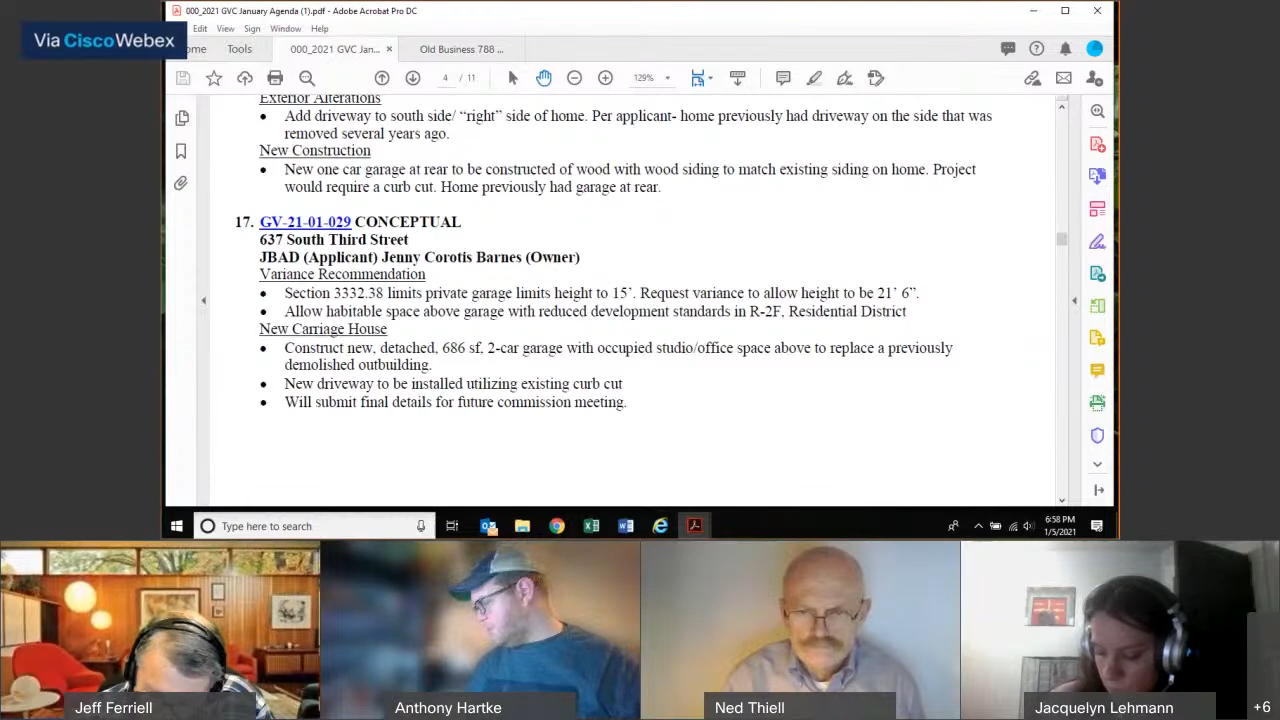 000_2021 GVC January Agenda (1).pdf - Adobe Acrobat Pro DC
Via CiscoWebex
Edit View Sign Window Help
ome Tools 000_2021 GVC Jan... × Old Business 788 ...
4 / 11 129%
Exterior Alterations
• Add driveway to south side/ “right” side of home. Per applicant- home previously had driveway on the side that was
removed several years ago.
New Construction
• New one car garage at rear to be constructed of wood with wood siding to match existing siding on home. Project
would require a curb cut. Home previously had garage at rear.
17. GV-21-01-029 CONCEPTUAL
637 South Third Street
JBAD (Applicant) Jenny Corotis Barnes (Owner)
Variance Recommendation
• Section 3332.38 limits private garage limits height to 15’. Request variance to allow height to be 21’ 6”.
• Allow habitable space above garage with reduced development standards in R-2F, Residential District
New Carriage House
• Construct new, detached, 686 sf, 2-car garage with occupied studio/office space above to replace a previously
demolished outbuilding.
• New driveway to be installed utilizing existing curb cut
• Will submit final details for future commission meeting.
Type here to search
6:58 PM
1/5/2021
Jeff Ferriell
Anthony Hartke
Ned Thiell
Jacquelyn Lehmann
+6